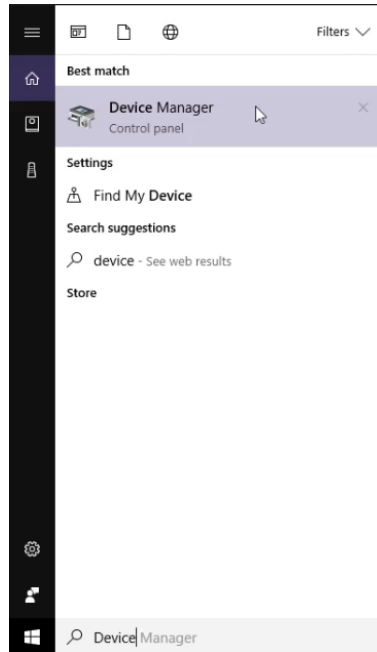 Filters
Best match
Device Manager
Control panel
Settings
Find My Device
Search suggestions
device - See web results
Store
Device Manager